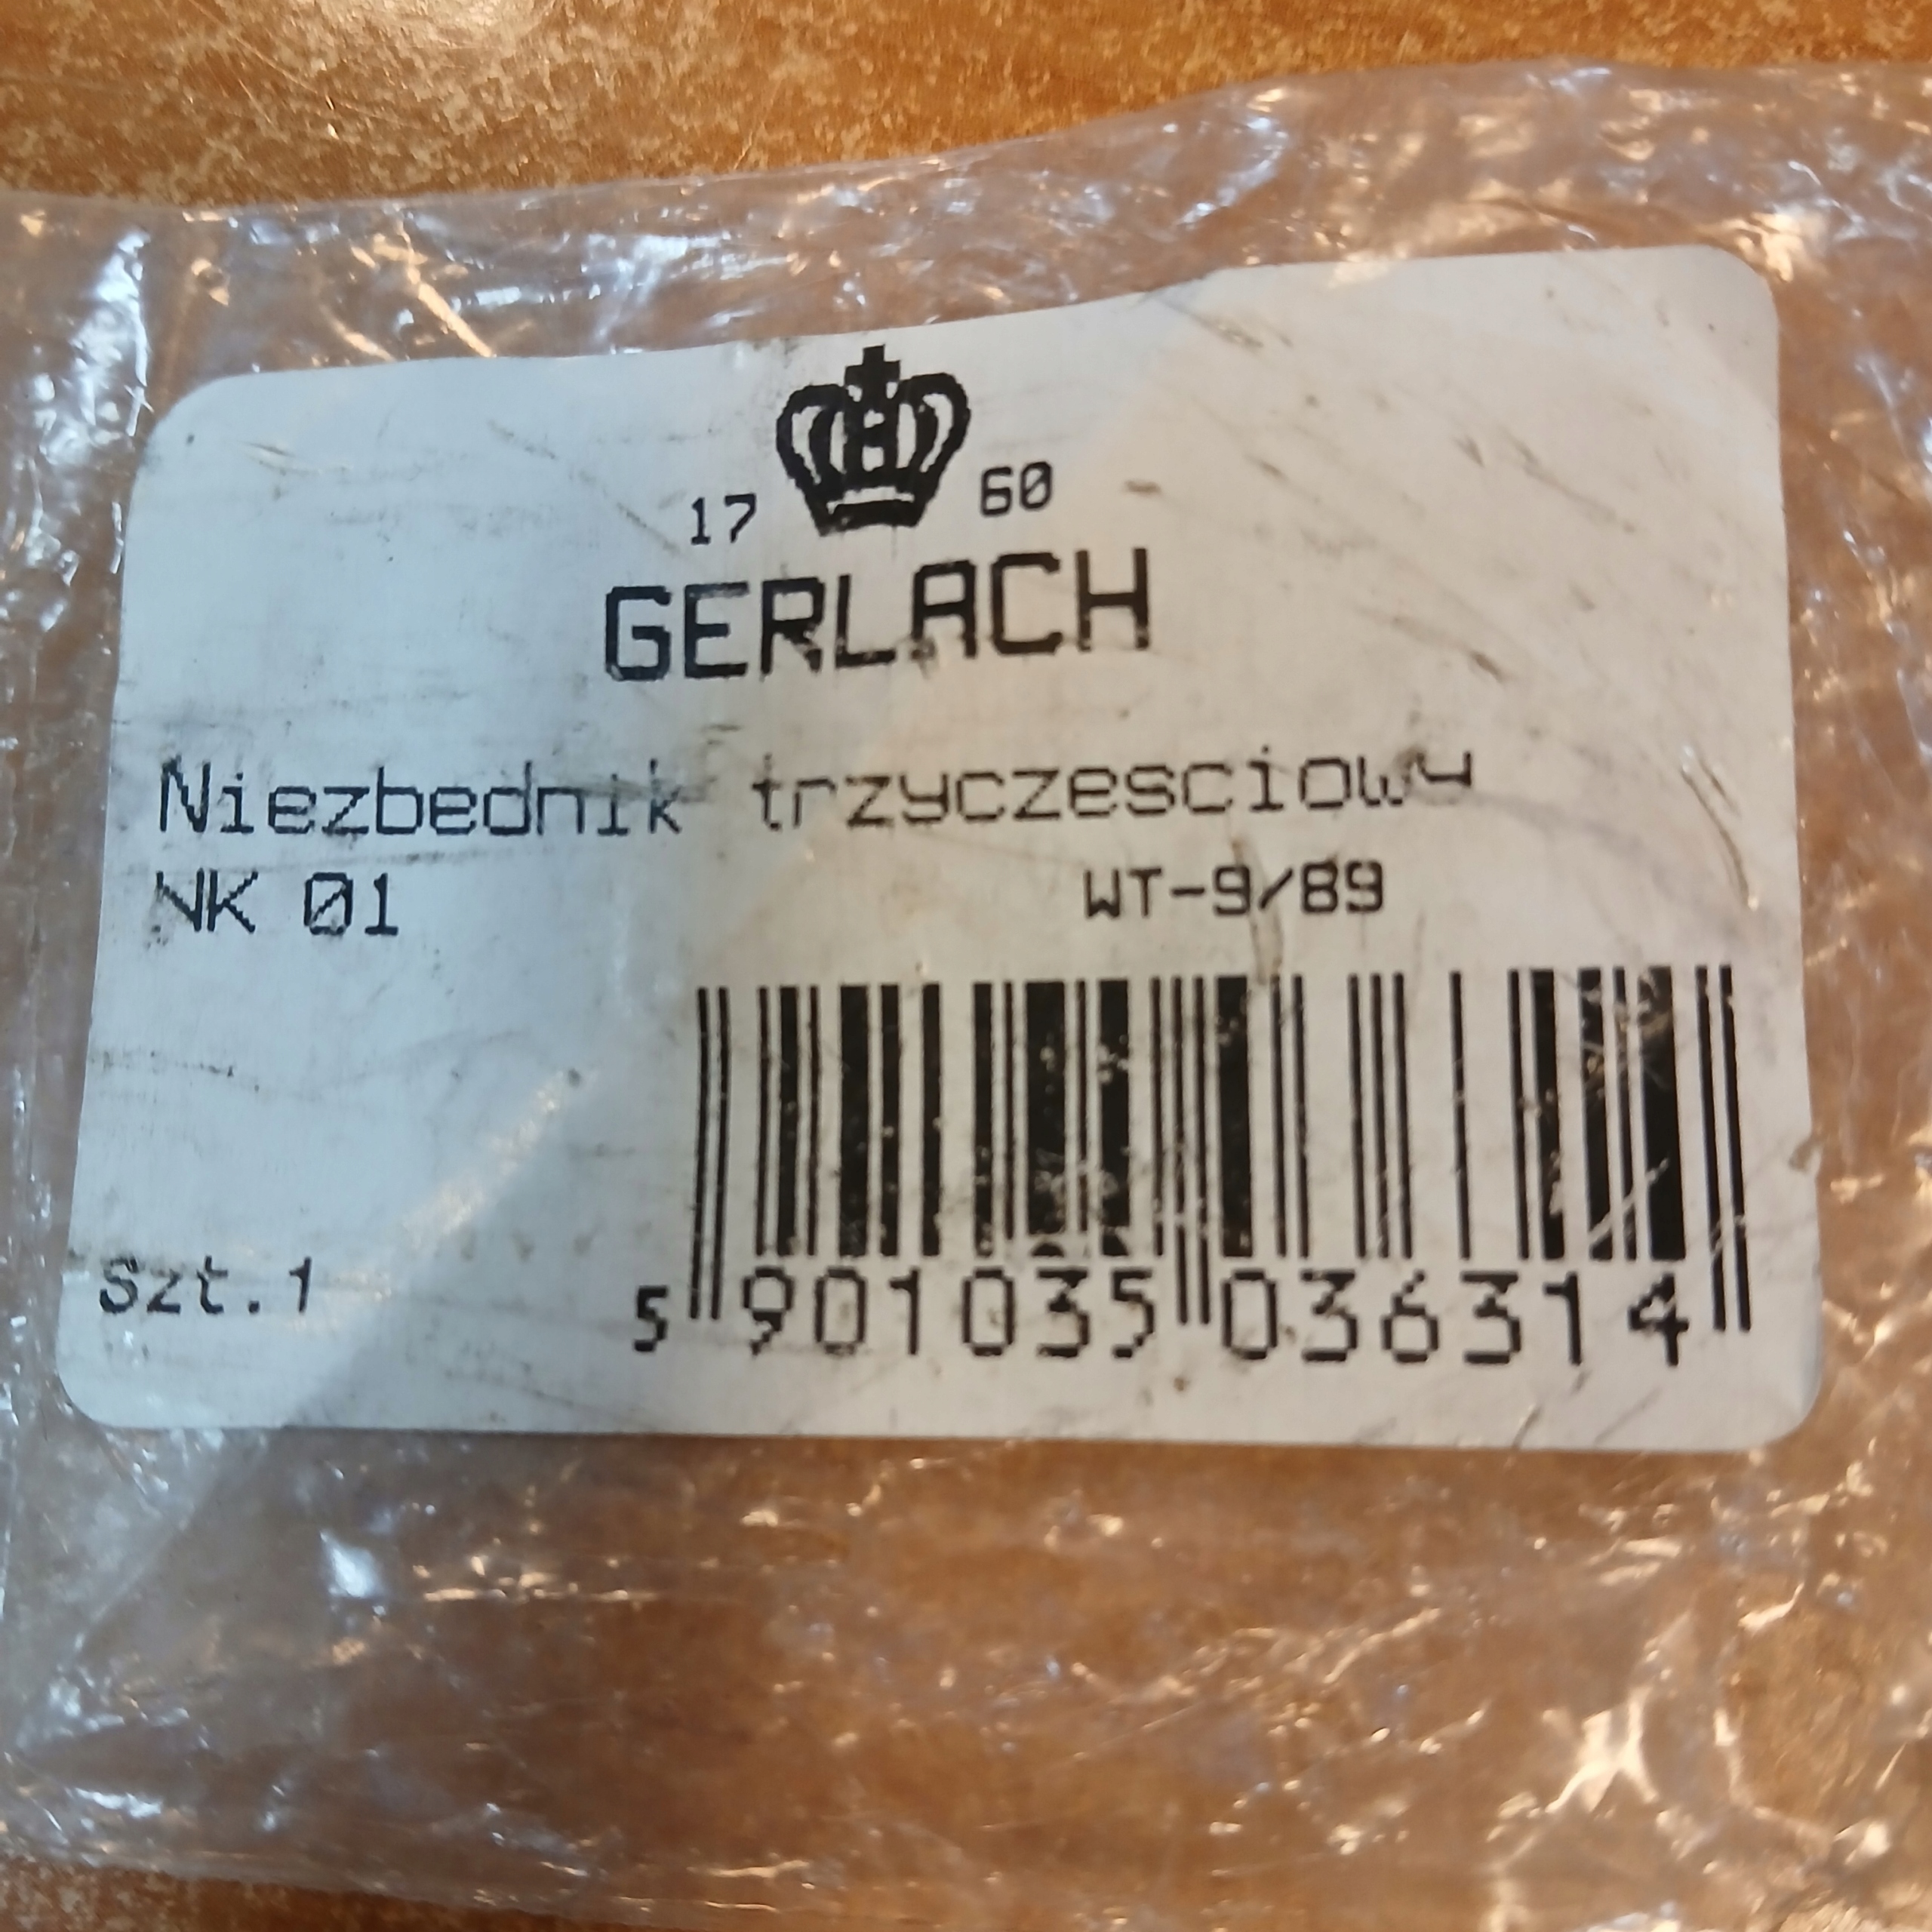 17 60
GERLACH
Niezbednik trzyczesciowy
NK 01 WT-9/89
Szt.1
5 901035 036314